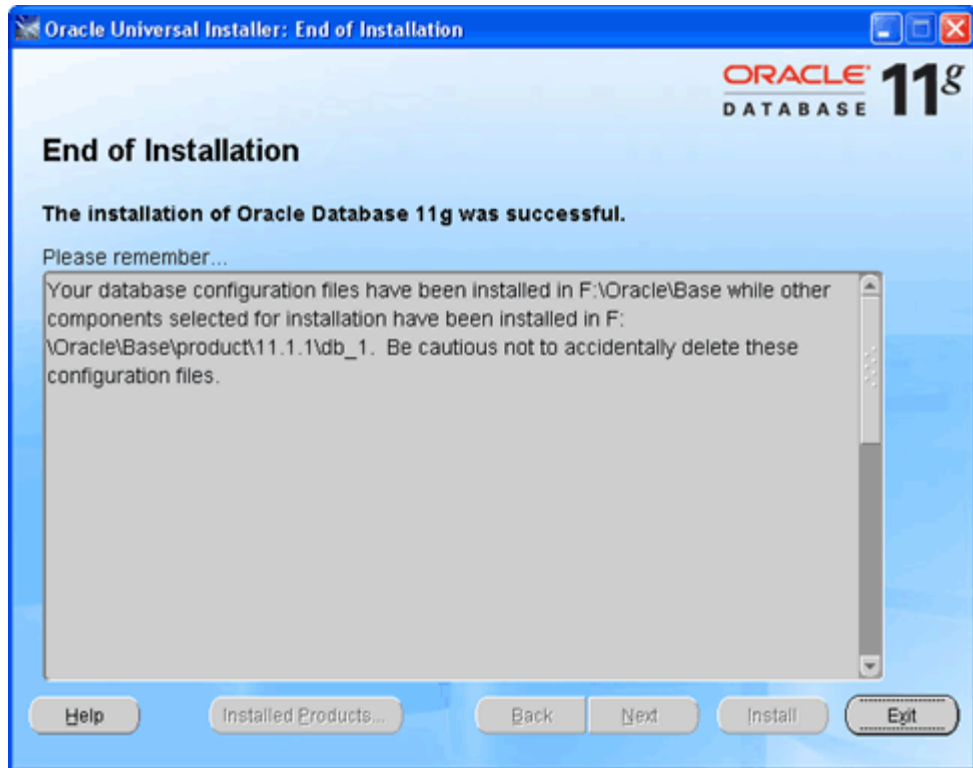 Oracle Universal Installer: End of Installation
ORACLE 11g
DATABASE
End of Installation
The installation of Oracle Database 11g was successful.
Please remember...
Your database configuration files have been installed in F:\Oracle\Base while other
components selected for installation have been installed in F:
\Oracle\Base\product\11.1.1\db_1. Be cautious not to accidentally delete these
configuration files.
Help Installed Products... Back Next Install Exit